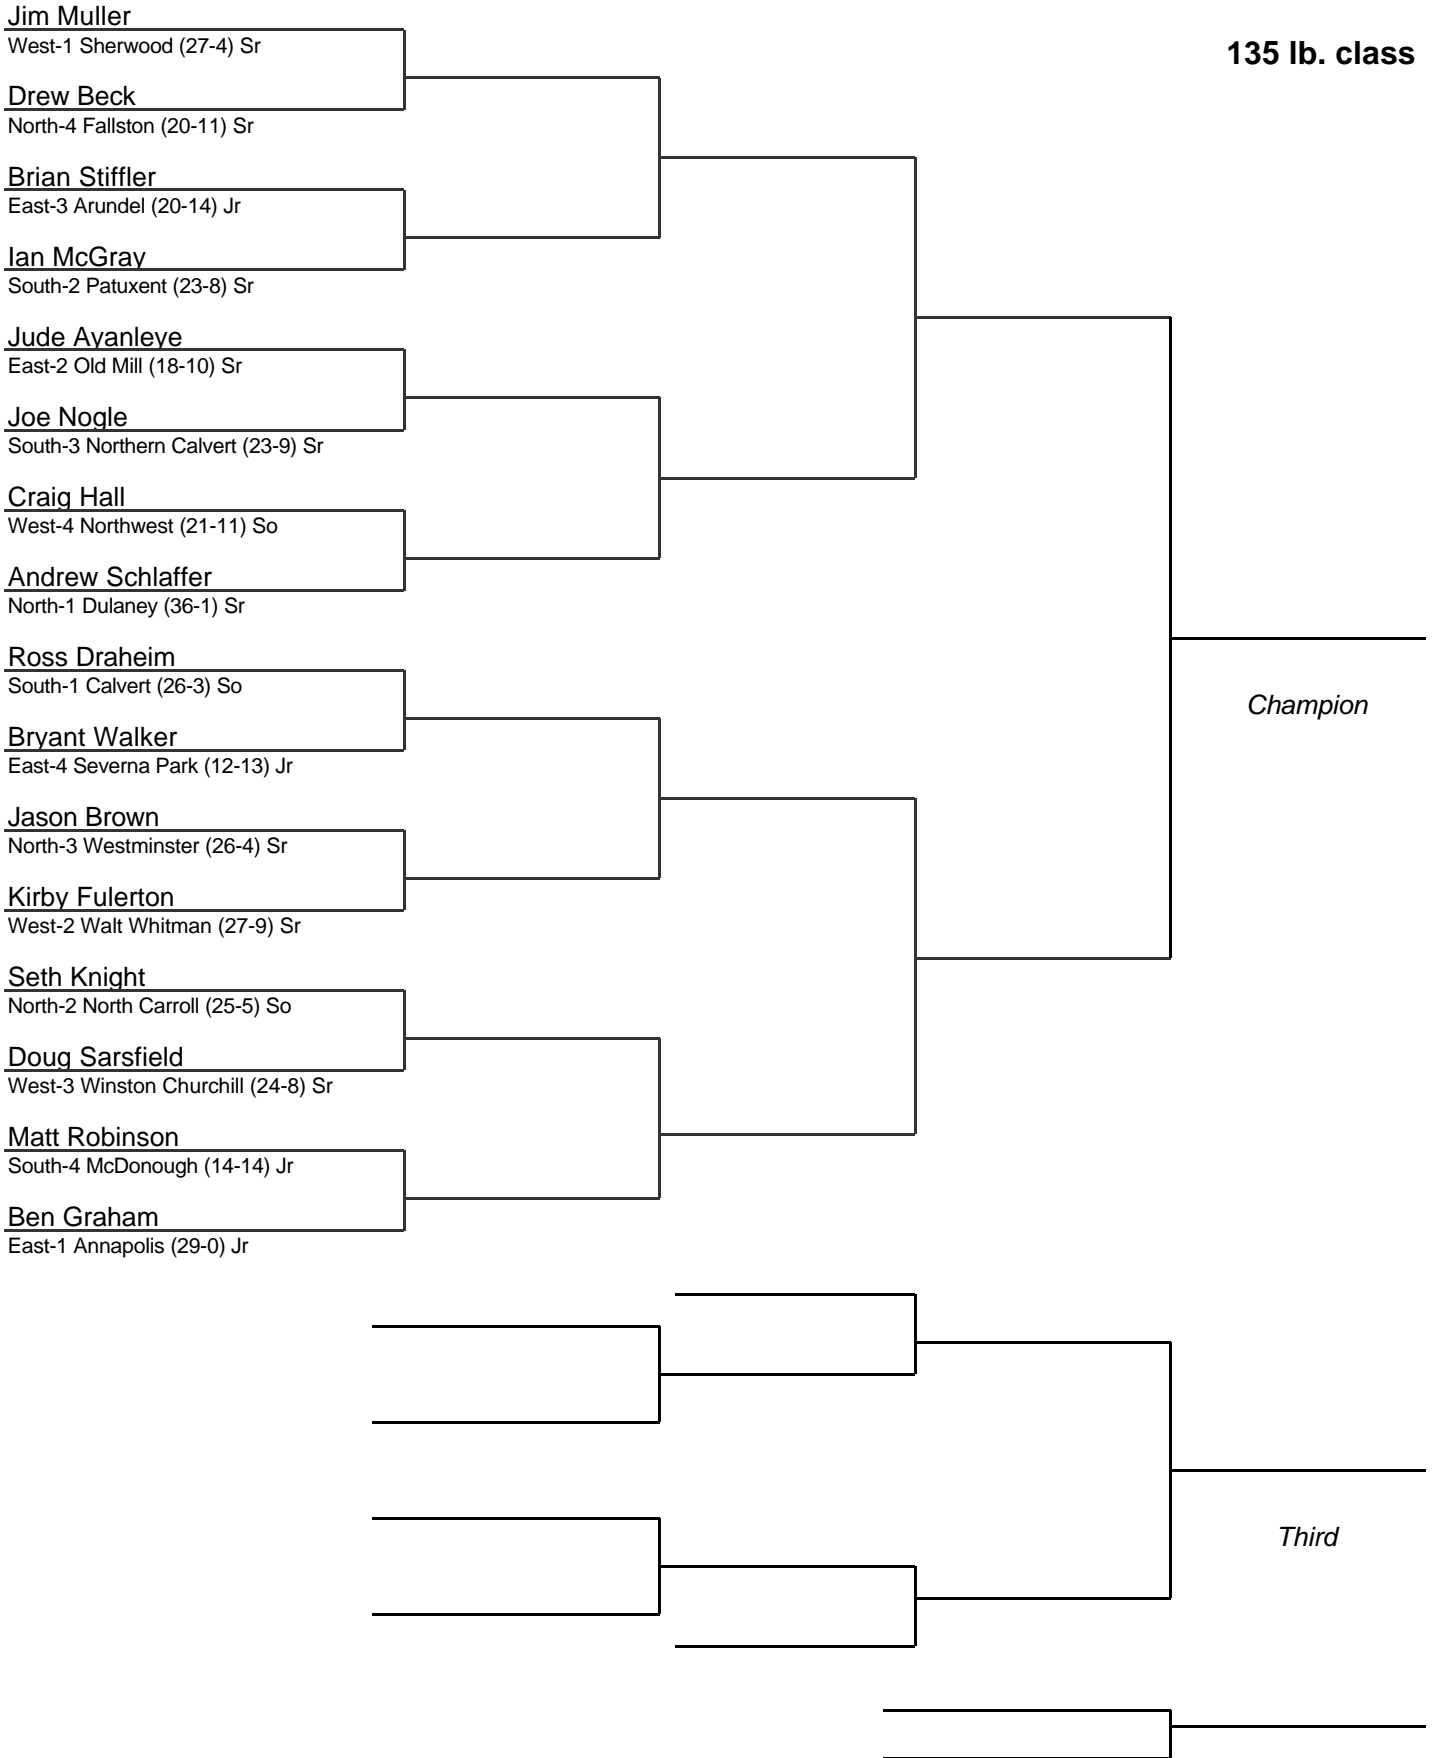 Jim Muller
West-1 Sherwood (27-4) Sr
135 lb. class
Drew Beck
North-4 Fallston (20-11) Sr
Brian Stiffler
East-3 Arundel (20-14) Jr
Ian McGray
South-2 Patuxent (23-8) Sr
Jude Ayanleye
East-2 Old Mill (18-10) Sr
Joe Nogle
South-3 Northern Calvert (23-9) Sr
Craig Hall
West-4 Northwest (21-11) So
Andrew Schlaffer
North-1 Dulaney (36-1) Sr
Ross Draheim
South-1 Calvert (26-3) So
Champion
Bryant Walker
East-4 Severna Park (12-13) Jr
Jason Brown
North-3 Westminster (26-4) Sr
Kirby Fulerton
West-2 Walt Whitman (27-9) Sr
Seth Knight
North-2 North Carroll (25-5) So
Doug Sarsfield
West-3 Winston Churchill (24-8) Sr
Matt Robinson
South-4 McDonough (14-14) Jr
Ben Graham
East-1 Annapolis (29-0) Jr
Third